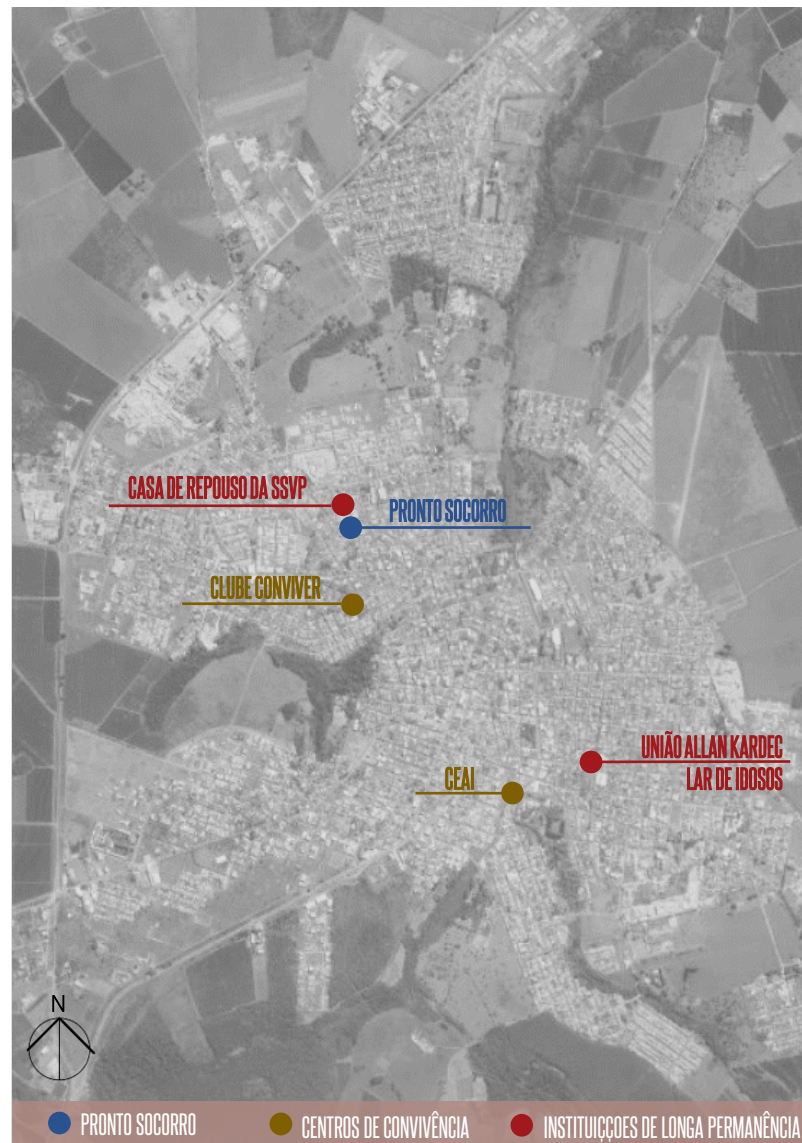 CASA DE REPOUSO DA SSVP
PRONTO SOCORRO
CLUBE CONVIVER
UNIÃO ALLAN KARDEC
LAR DE IDOSOS
CEAI
N
PRONTO SOCORRO
CENTROS DE CONVIVÊNCIA
INSTITUIÇÇOES DE LONGA PERMANÊNCIA